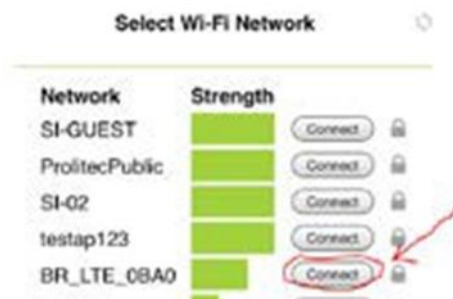 Select Wi-Fi Network
Network Strength
SI-GUEST Connect
ProlitecPublic Connect
SI-02 Connect
testap123 Connect
BR_LTE_0BA0 Connect